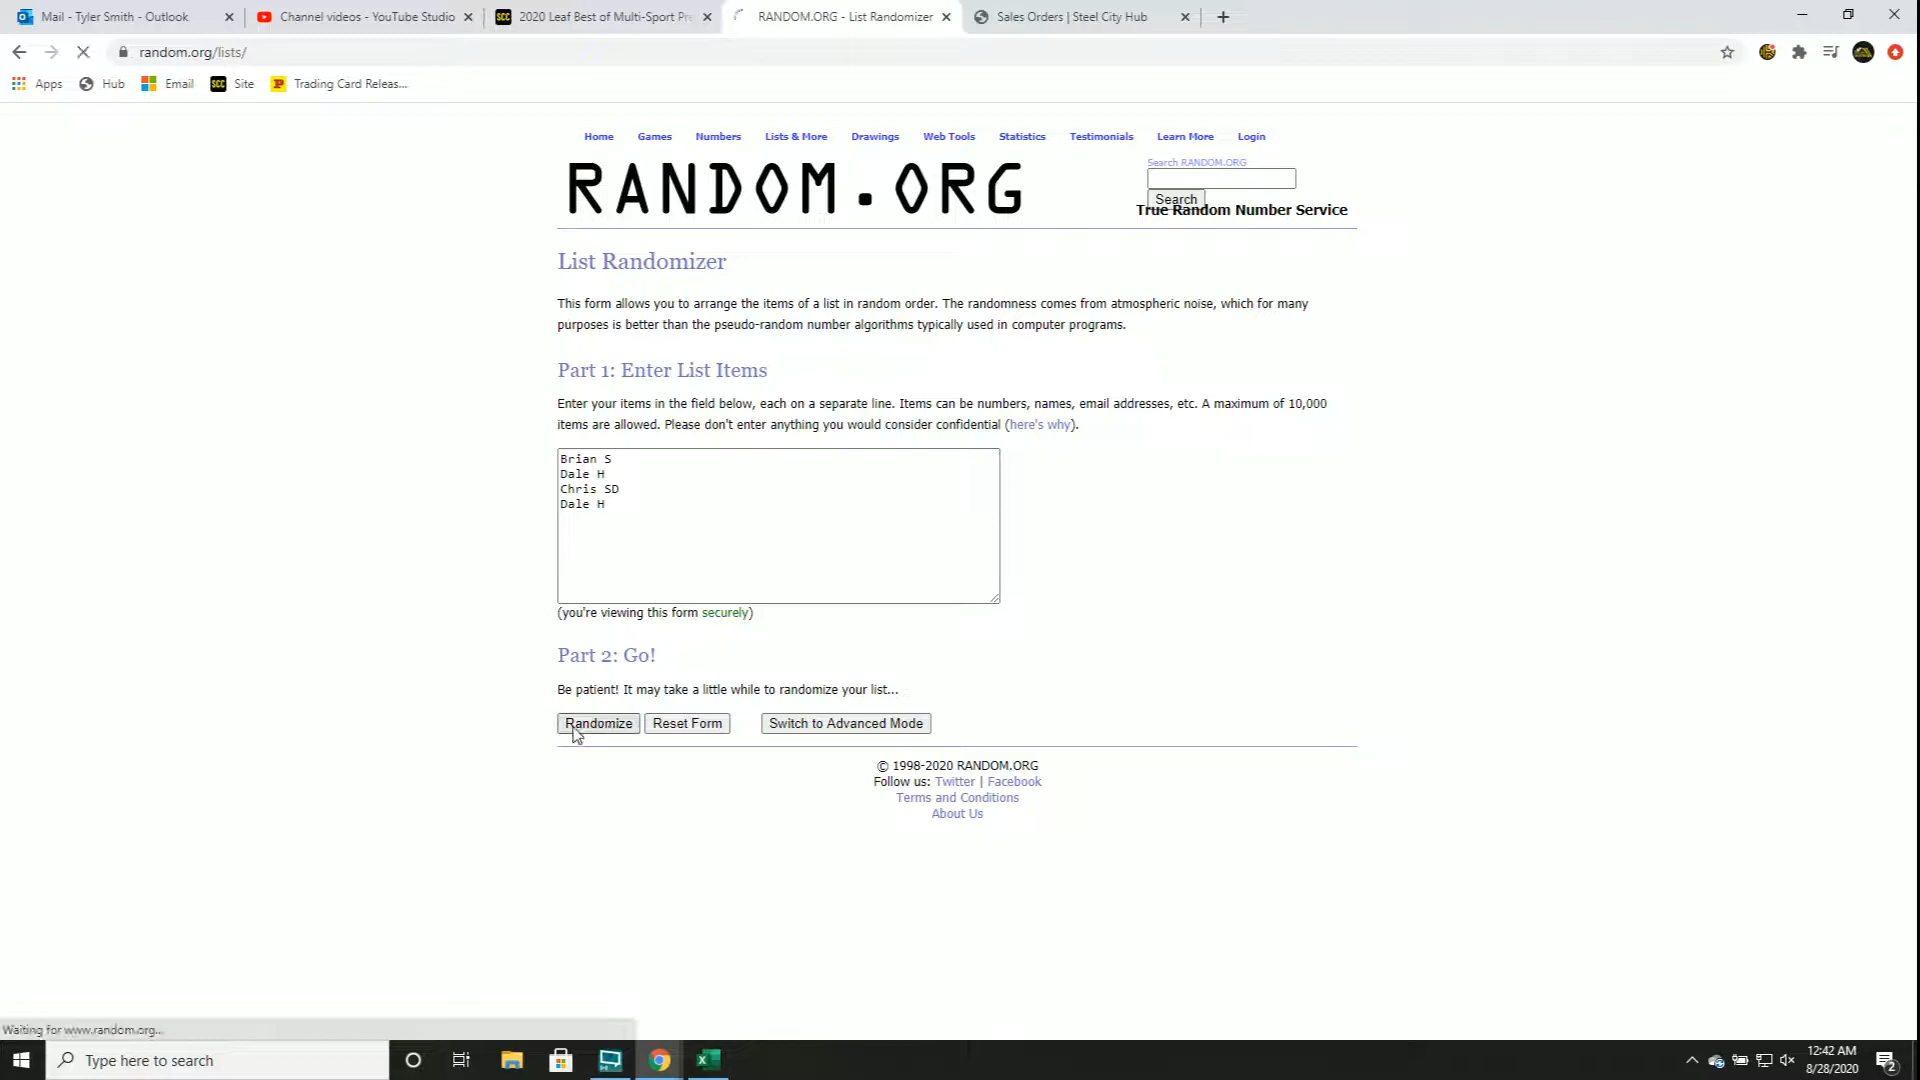 Mail - Tyler Smith - Outlook
Channel videos - YouTube Studio
SCC 2020 Leaf Best of Multi-Sport Pre
RANDOM.ORG - List Randomizer
Sales Orders | Steel City Hub
random.org/lists/
Apps Hub Email SCC Site Trading Card Releas...
Home Games Numbers Lists & More Drawings Web Tools Statistics Testimonials Learn More Login
RANDOM.ORG
Search RANDOM.ORG
Search
True Random Number Service
List Randomizer
This form allows you to arrange the items of a list in random order. The randomness comes from atmospheric noise, which for many
purposes is better than the pseudo-random number algorithms typically used in computer programs.
Part 1: Enter List Items
Enter your items in the field below, each on a separate line. Items can be numbers, names, email addresses, etc. A maximum of 10,000
items are allowed. Please don't enter anything you would consider confidential (here's why).
Brian S
Dale H
Chris SD
Dale H
(you're viewing this form securely)
Part 2: Go!
Be patient! It may take a little while to randomize your list...
Randomize Reset Form Switch to Advanced Mode
© 1998-2020 RANDOM.ORG
Follow us: Twitter | Facebook
Terms and Conditions
About Us
Waiting for www.random.org...
Type here to search
12:42 AM
8/28/2020
2